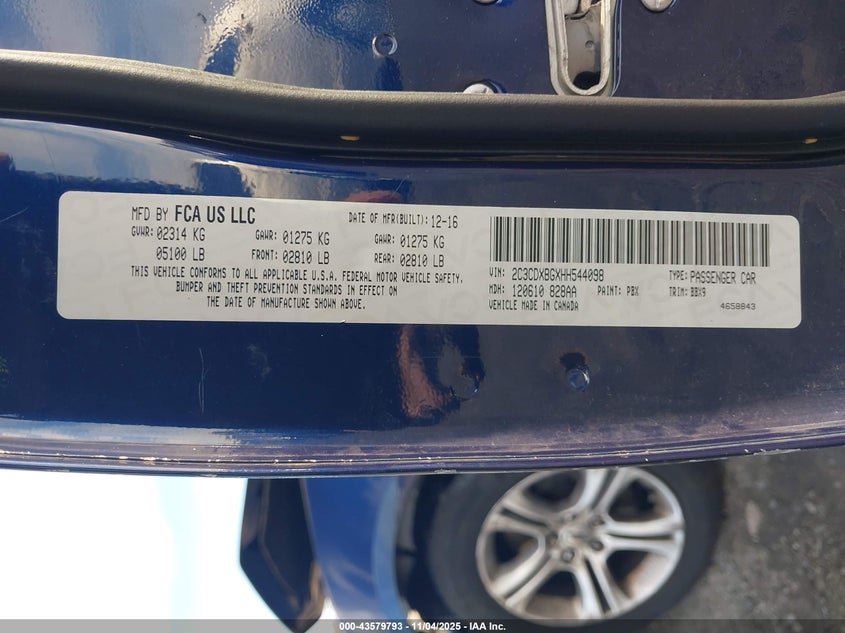 MFD BY FCA US LLC DATE OF MFR(BUILT): 12-16
GVWR: 02314 KG GAWR: 01275 KG GAWR: 01275 KG
05100 LB FRONT: 02810 LB REAR: 02810 LB
THIS VEHICLE CONFORMS TO ALL APPLICABLE U.S.A. FEDERAL MOTOR VEHICLE SAFETY,
BUMPER AND THEFT PREVENTION STANDARDS IN EFFECT ON
THE DATE OF MANUFACTURE SHOWN ABOVE.
VIN: 2C3CDXBGXHH544098 TYPE: PASSENGER CAR
MDH: 120610 828AA PAINT: PBX TRIM: BBX9
VEHICLE MADE IN CANADA 4658843
000-43579793 - 11/04/2025 - IAA Inc.